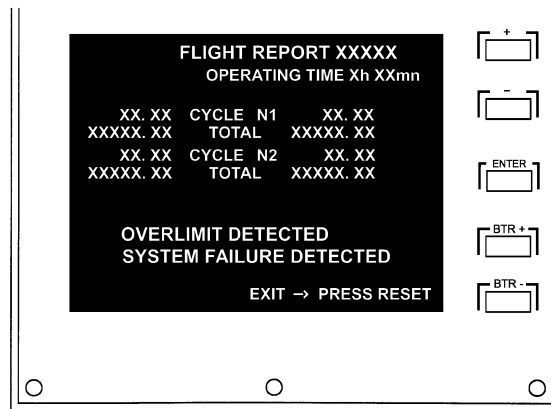 FLIGHT REPORT XXXXX
OPERATING TIME Xh XXmn
XX. XX CYCLE N1 XX. XX
XXXXX. XX TOTAL XXXXX. XX
XX. XX CYCLE N2 XX. XX
XXXXX. XX TOTAL XXXXX. XX
OVERLIMIT DETECTED
SYSTEM FAILURE DETECTED
EXIT → PRESS RESET
+
−
ENTER
BTR +
BTR -